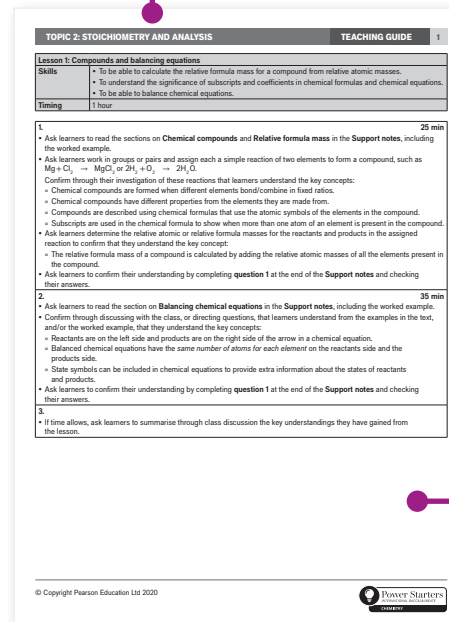 TOPIC 2: STOICHIOMETRY AND ANALYSIS TEACHING GUIDE 1
Lesson 1: Compounds and balancing equations
Skills • To be able to calculate the relative formula mass for a compound from relative atomic masses.
• To understand the significance of subscripts and coefficients in chemical formulas and chemical equations.
• To be able to balance chemical equations.
Timing 1 hour
1. 25 min
• Ask learners to read the sections on Chemical compounds and Relative formula mass in the Support notes, including
the worked example.
• Ask learners work in groups or pairs and assign each a simple reaction of two elements to form a compound, such as
Mg + Cl₂ → MgCl₂ or 2H₂ + O₂ → 2H₂O.
Confirm through their investigation of these reactions that learners understand the key concepts:
∘ Chemical compounds are formed when different elements bond/combine in fixed ratios.
∘ Chemical compounds have different properties from the elements they are made from.
∘ Compounds are described using chemical formulas that use the atomic symbols of the elements in the compound.
∘ Subscripts are used in the chemical formula to show when more than one atom of an element is present in the compound.
• Ask learners determine the relative atomic or relative formula masses for the reactants and products in the assigned
reaction to confirm that they understand the key concept:
∘ The relative formula mass of a compound is calculated by adding the relative atomic masses of all the elements present in
the compound.
• Ask learners to confirm their understanding by completing question 1 at the end of the Support notes and checking
their answers.
2. 35 min
• Ask learners to read the section on Balancing chemical equations in the Support notes, including the worked example.
• Confirm through discussing with the class, or directing questions, that learners understand from the examples in the text,
and/or the worked example, that they understand the key concepts:
∘ Reactants are on the left side and products are on the right side of the arrow in a chemical equation.
∘ Balanced chemical equations have the same number of atoms for each element on the reactants side and the
products side.
∘ State symbols can be included in chemical equations to provide extra information about the states of reactants
and products.
• Ask learners to confirm their understanding by completing question 1 at the end of the Support notes and checking
their answers.
3.
• If time allows, ask learners to summarise through class discussion the key understandings they have gained from
the lesson.
© Copyright Pearson Education Ltd 2020
Power Starters
INTERNATIONAL BACCALAUREATE
CHEMISTRY